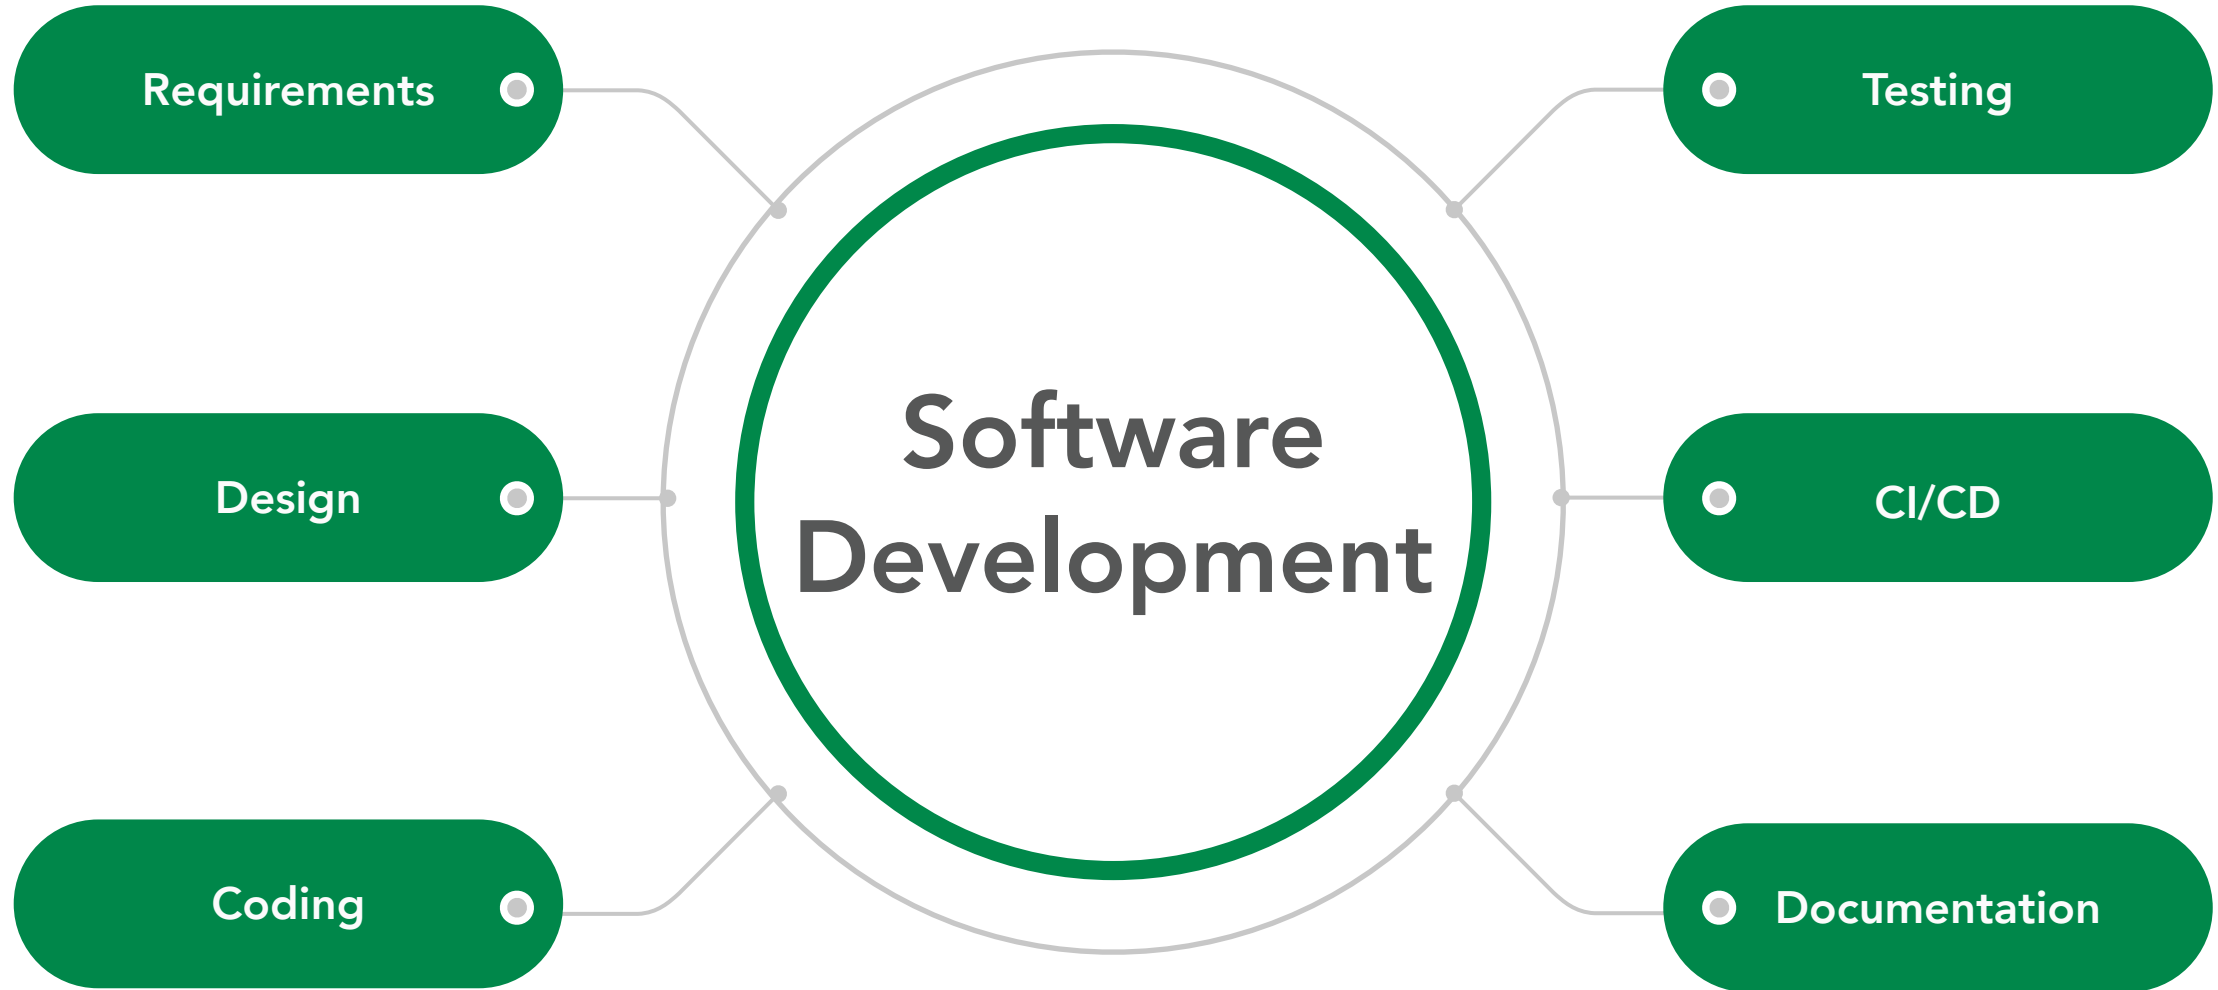 Requirements
Design
Coding
Software
Development
Testing
CI/CD
Documentation